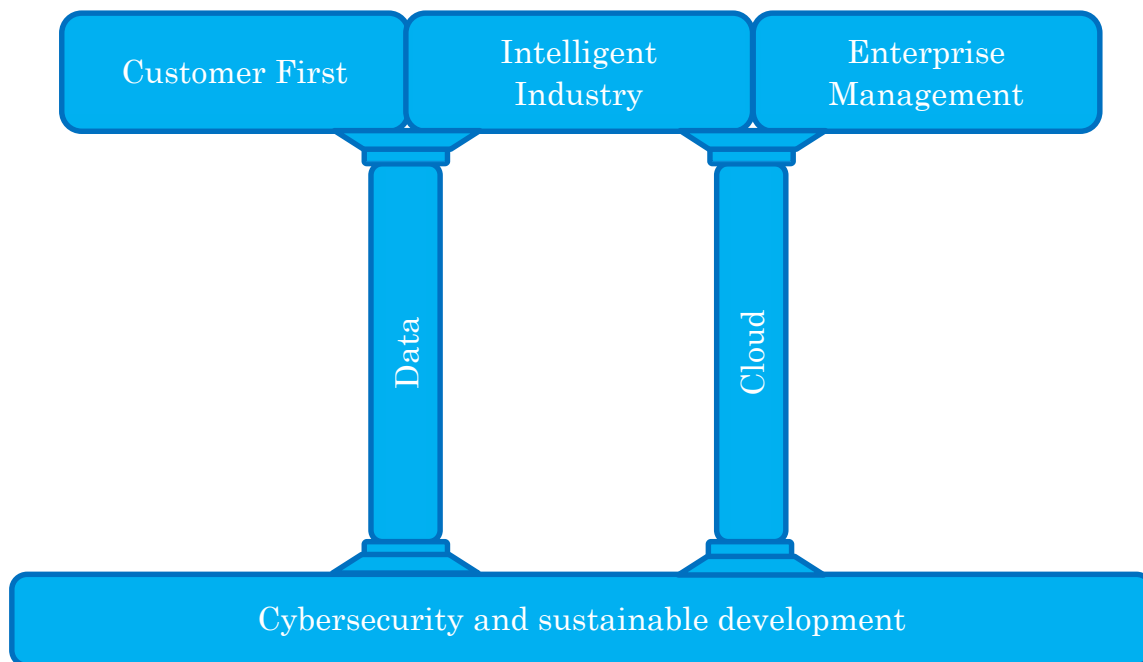 Customer First
Intelligent
Industry
Enterprise
Management
Data
Cloud
Cybersecurity and sustainable development